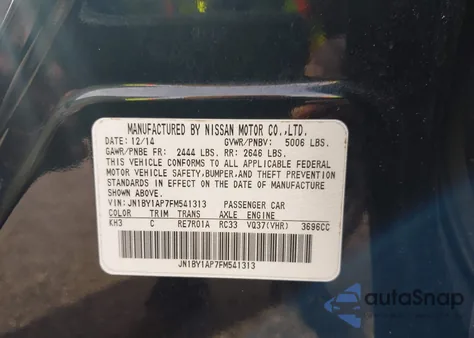 MANUFACTURED BY NISSAN MOTOR CO.,LTD.
DATE: 12/14 GVWR/PNBV: 5006 LBS.
GAWR/PNBE FR: 2444 LBS. RR: 2646 LBS.
THIS VEHICLE CONFORMS TO ALL APPLICABLE FEDERAL
MOTOR VEHICLE SAFETY,BUMPER,AND THEFT PREVENTION
STANDARDS IN EFFECT ON THE DATE OF MANUFACTURE
SHOWN ABOVE.
VIN: JN1BY1AP7FM541313 PASSENGER CAR
COLOR TRIM TRANS AXLE ENGINE
KH3 C RE7R01A RC33 VQ37(VHR) 3696CC
JN1BY1AP7FM541313
autoSnap